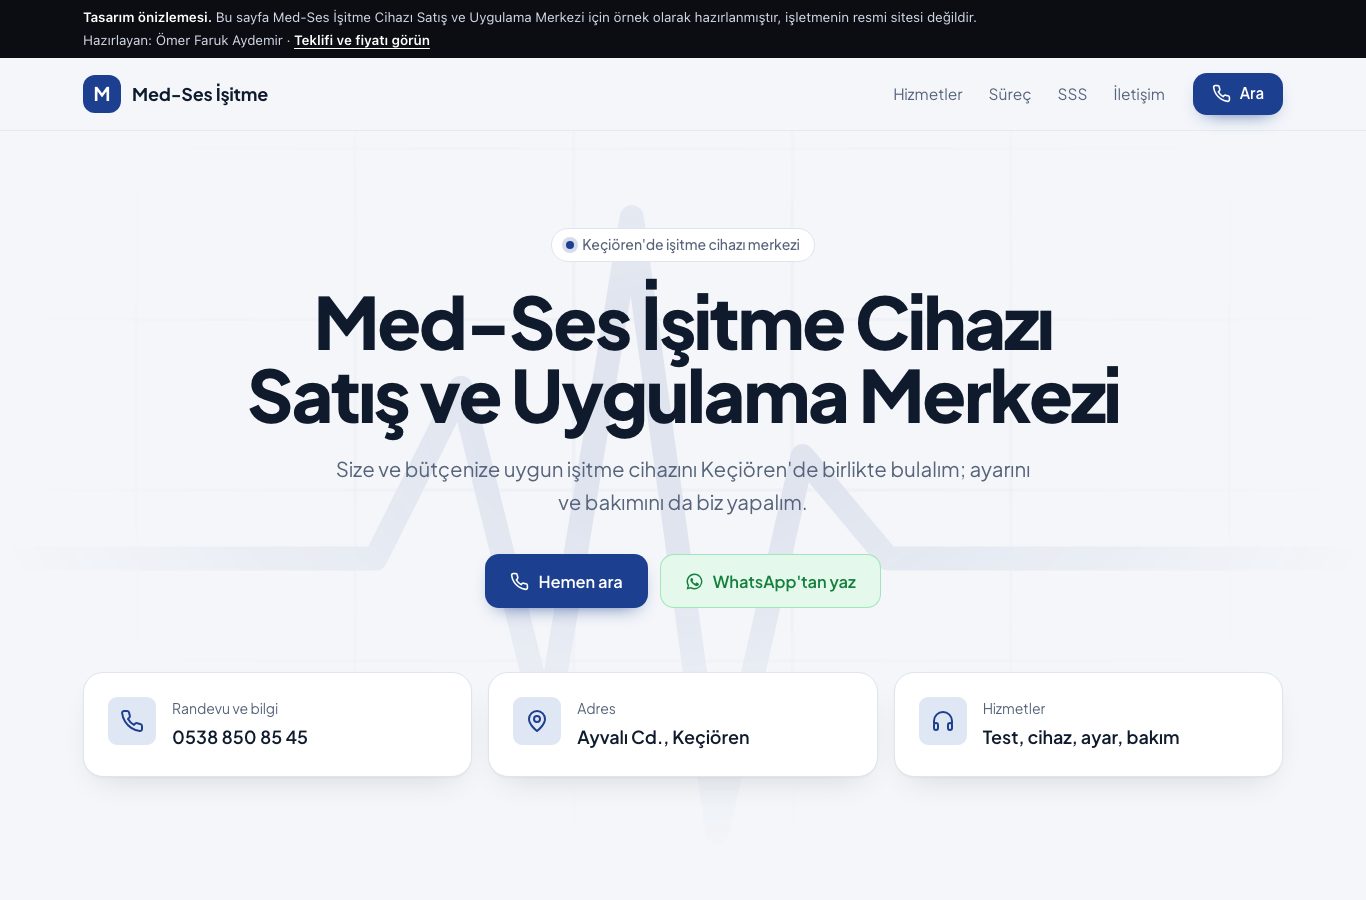 Tasarım önizlemesi. Bu sayfa Med-Ses İşitme Cihazı Satış ve Uygulama Merkezi için örnek olarak hazırlanmıştır, işletmenin resmi sitesi değildir.
Hazırlayan: Ömer Faruk Aydemir · Teklifi ve fiyatı görün
M Med-Ses İşitme
Hizmetler Süreç SSS İletişim Ara
Keçiören'de işitme cihazı merkezi
Med-Ses İşitme Cihazı
Satış ve Uygulama Merkezi
Size ve bütçenize uygun işitme cihazını Keçiören'de birlikte bulalım; ayarını
ve bakımını da biz yapalım.
Hemen ara
WhatsApp'tan yaz
Randevu ve bilgi
0538 850 85 45
Adres
Ayvalı Cd., Keçiören
Hizmetler
Test, cihaz, ayar, bakım